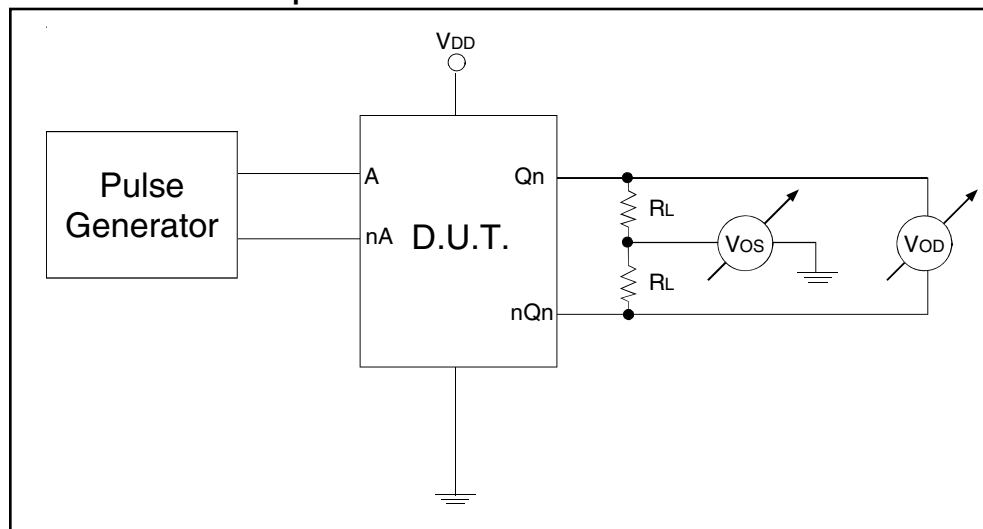 VDD
Pulse
Generator
A
nA
D.U.T.
Qn
nQn
RL
RL
VOS
VOD